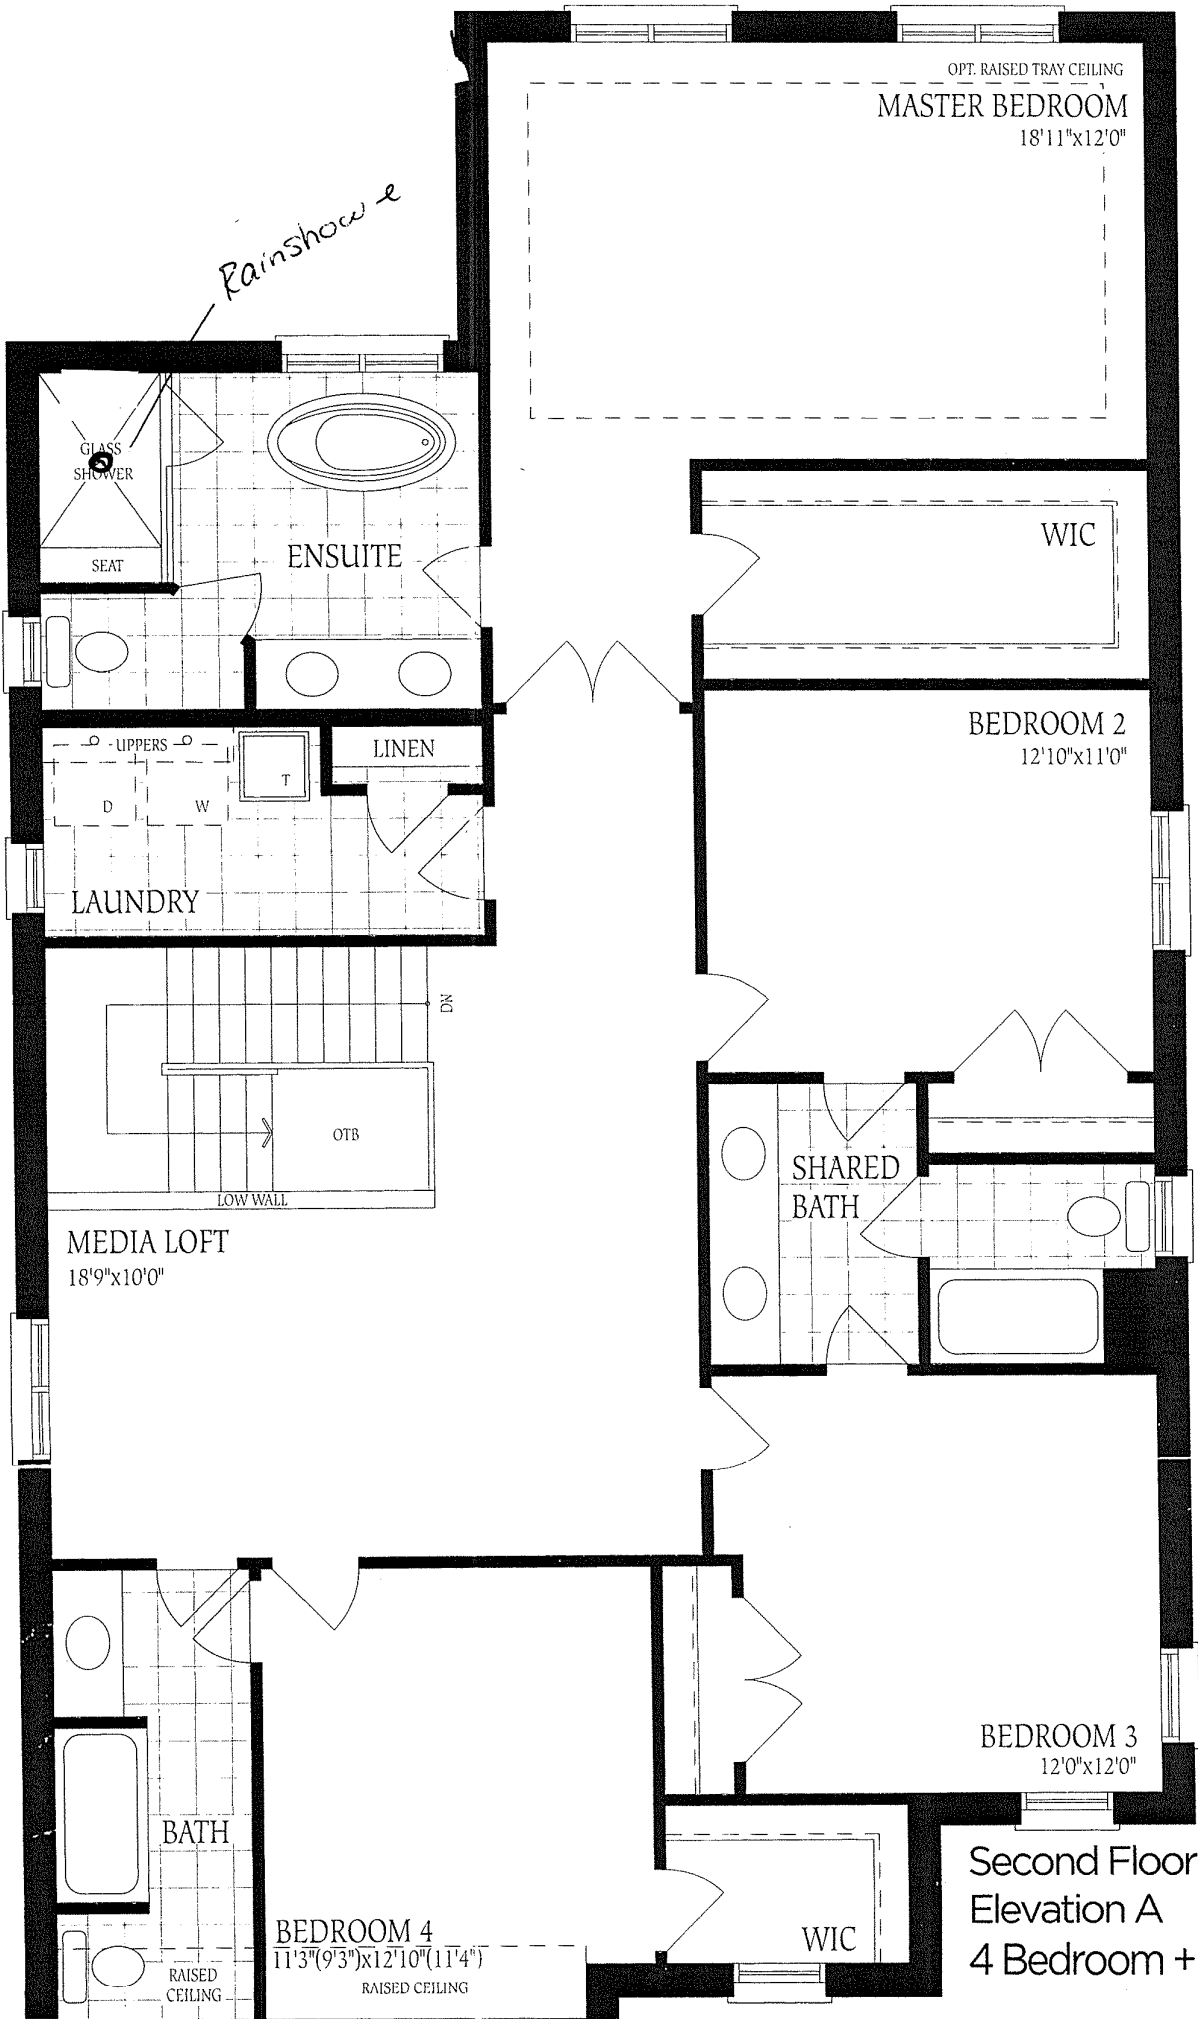 OPT. RAISED TRAY CEILING
MASTER BEDROOM
18'11"x12'0"
GLASS
SHOWER
SEAT
ENSUITE
WIC
BEDROOM 2
12'10"x11'0"
UPPERS
LINEN
T
D
W
LAUNDRY
DN
OTB
LOW WALL
SHARED
BATH
MEDIA LOFT
18'9"x10'0"
BEDROOM 3
12'0"x12'0"
BATH
BEDROOM 4
11'3"(9'3")x12'10"(11'4")
RAISED CEILING
RAISED
CEILING
WIC
Second Floor
Elevation A
4 Bedroom +